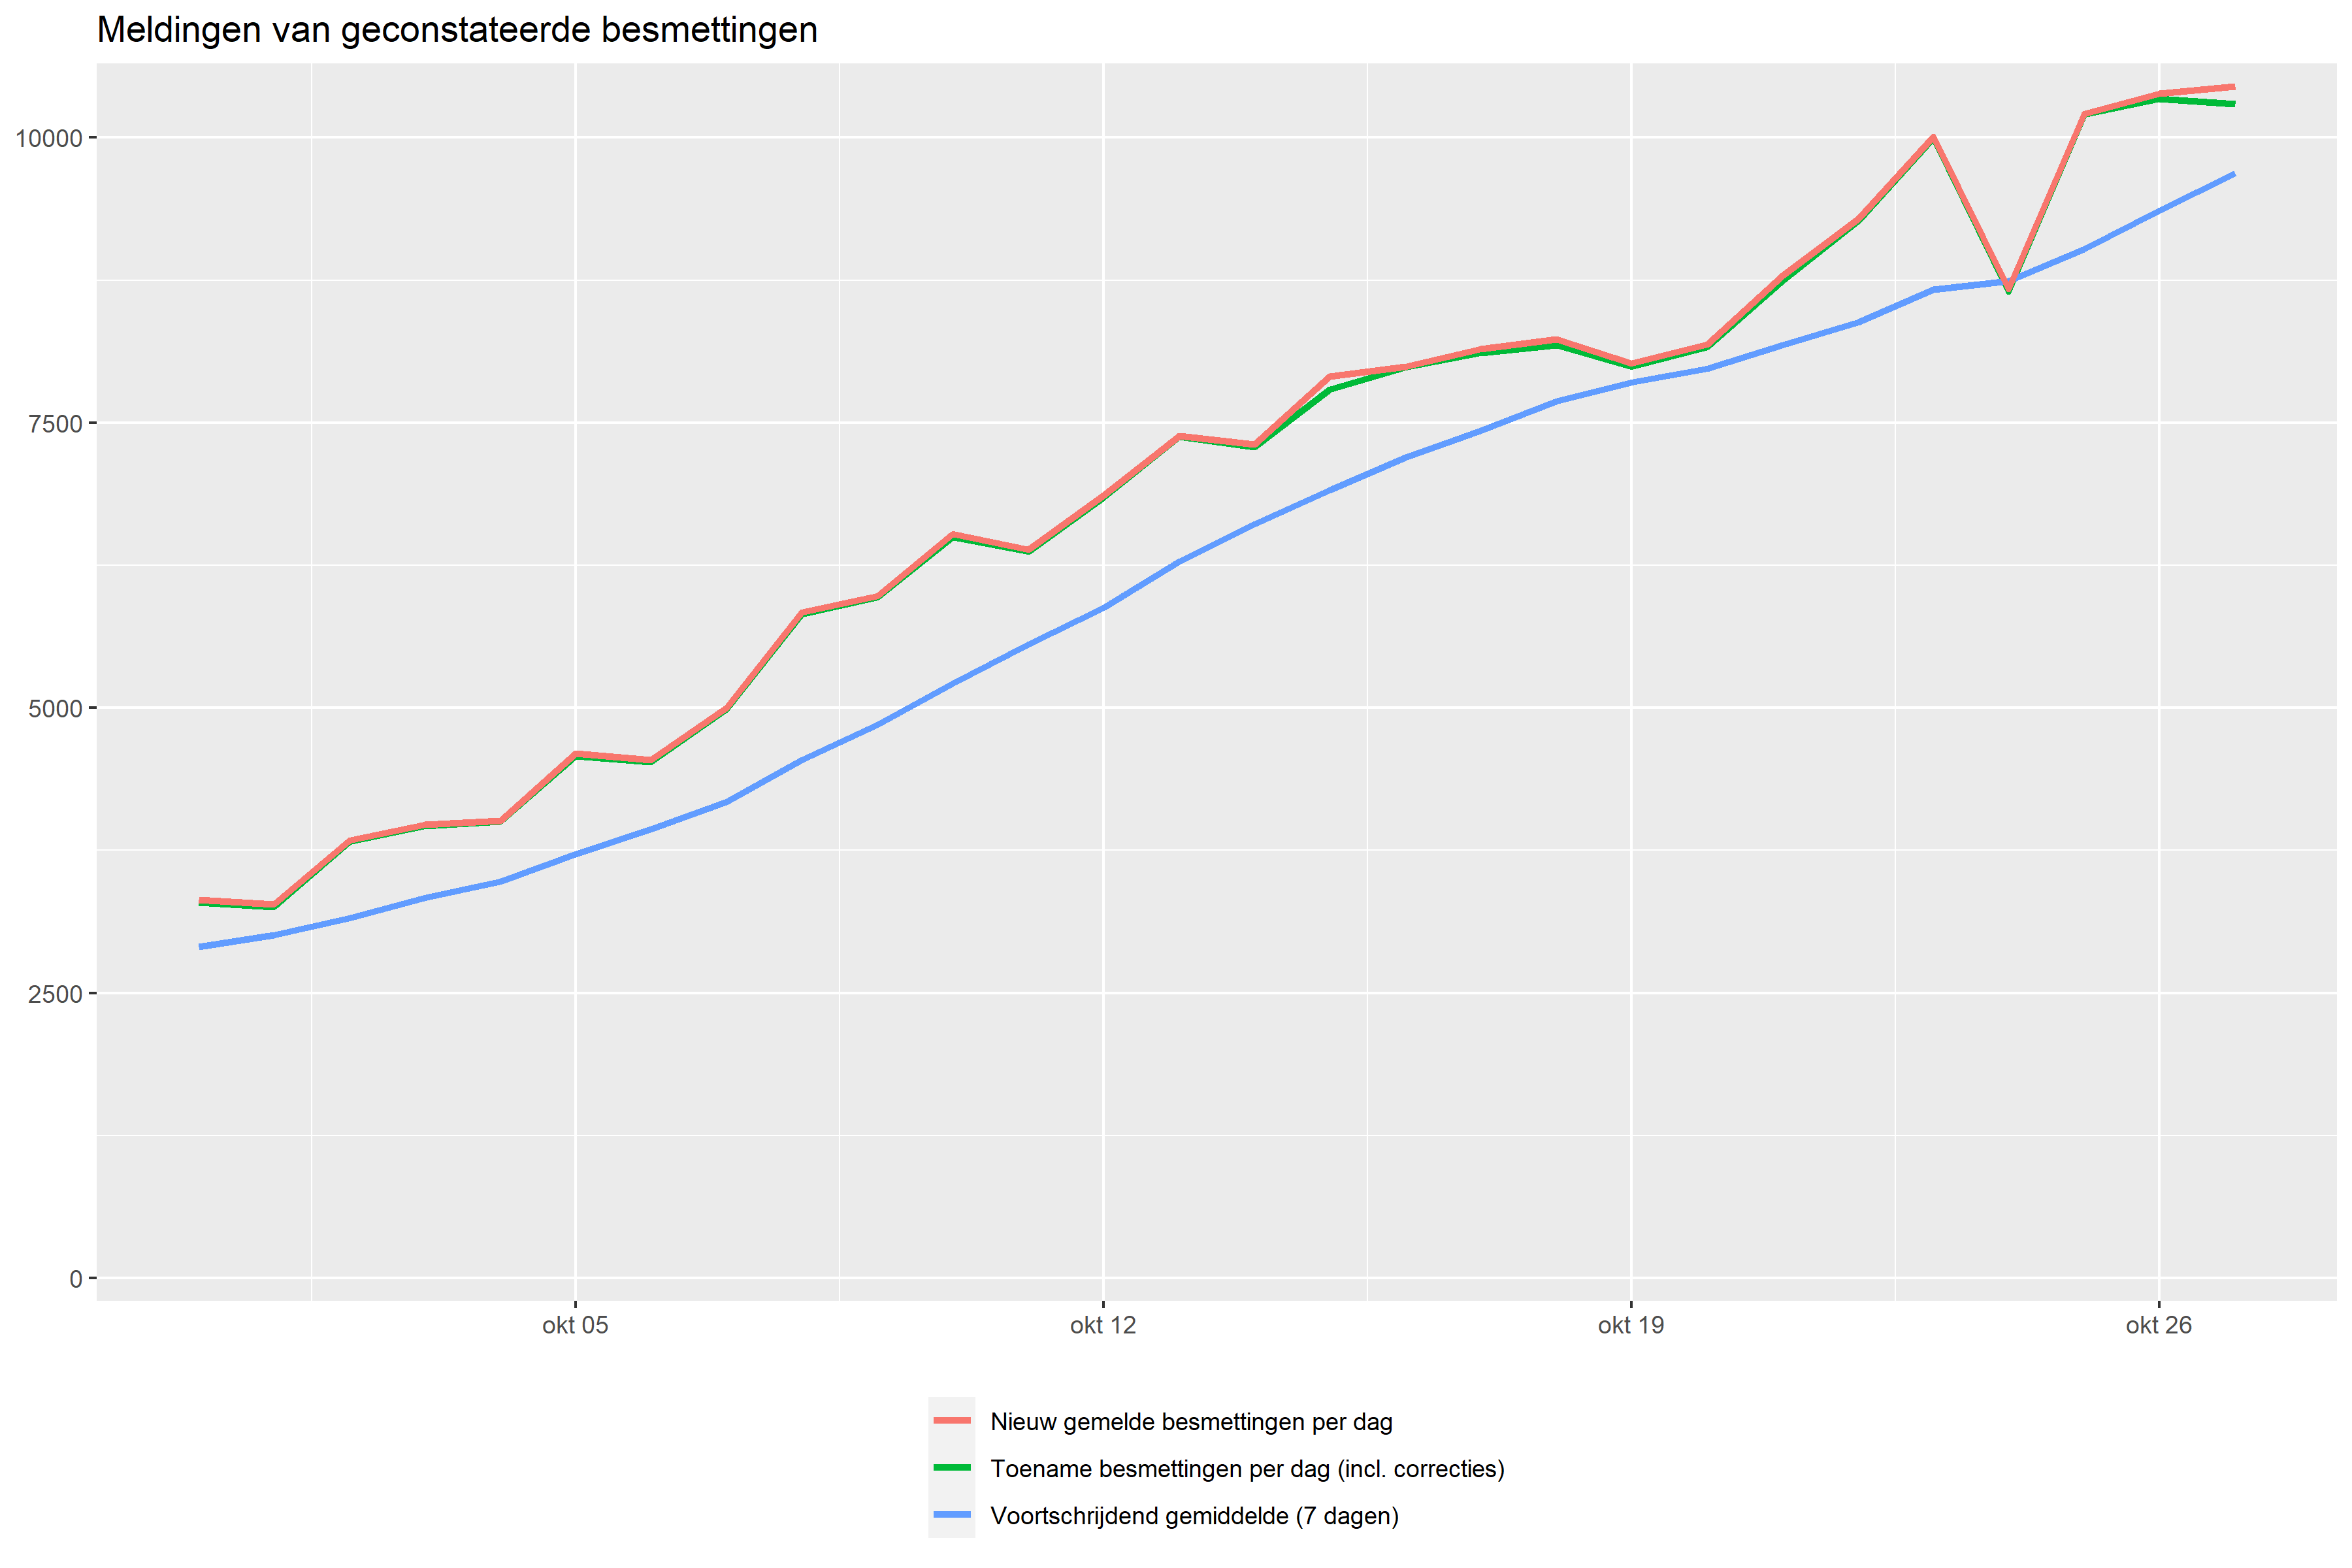 Meldingen van geconstateerde besmettingen
10000
7500
5000
2500
0
okt 05
okt 12
okt 19
okt 26
Nieuw gemelde besmettingen per dag
Toename besmettingen per dag (incl. correcties)
Voortschrijdend gemiddelde (7 dagen)